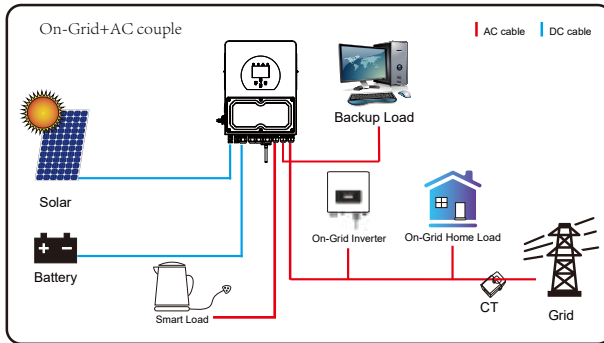 On-Grid+AC couple
AC cable
DC cable
Backup Load
Solar
On-Grid Inverter
On-Grid Home Load
Battery
Smart Load
CT
Grid